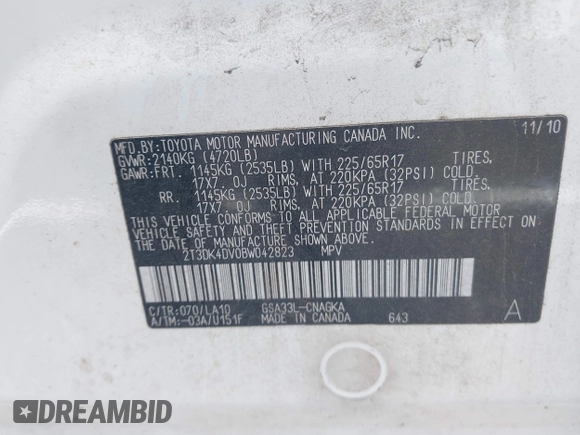 11/10
MFD.BY:TOYOTA MOTOR MANUFACTURING CANADA INC.
GVWR:2140KG (4720LB)
GAWR:FRT. 1145KG (2535LB) WITH 225/65R17 TIRES,
17X7.0J RIMS, AT 220KPA (32PSI) COLD.
RR. 1145KG (2535LB) WITH 225/65R17 TIRES,
17X7.0J RIMS, AT 220KPA (32PSI) COLD.
THIS VEHICLE CONFORMS TO ALL APPLICABLE FEDERAL MOTOR
VEHICLE SAFETY AND THEFT PREVENTION STANDARDS IN EFFECT ON
THE DATE OF MANUFACTURE SHOWN ABOVE.
2T3DK4DV0BW042823 MPV
C/TR:070/LA10 GSA33L-CNAGKA
A/TM:-03A/U151F MADE IN CANADA 643 A
DREAMBID